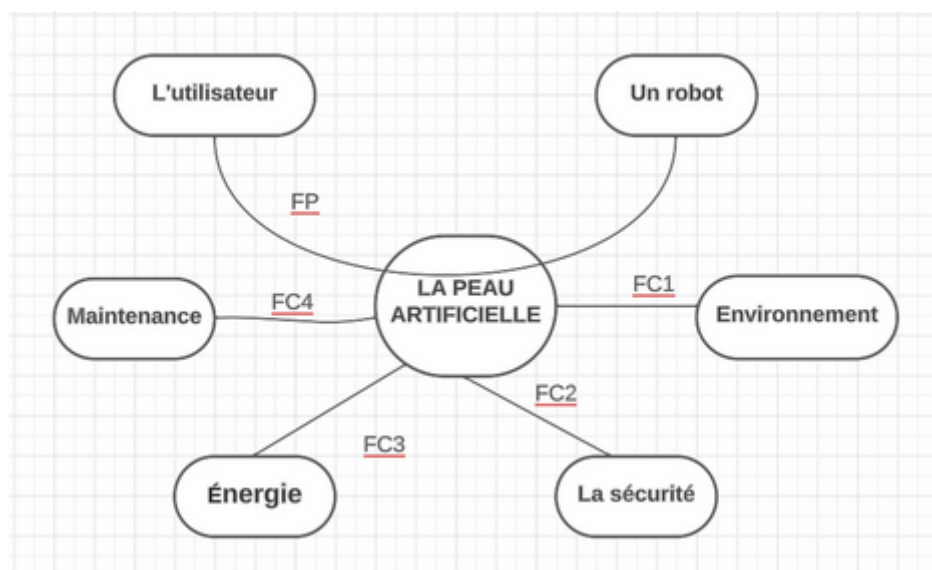 L'utilisateur
Un robot
FP
LA PEAU
ARTIFICIELLE
FC1
Environnement
Maintenance
FC4
FC2
FC3
Énergie
La sécurité